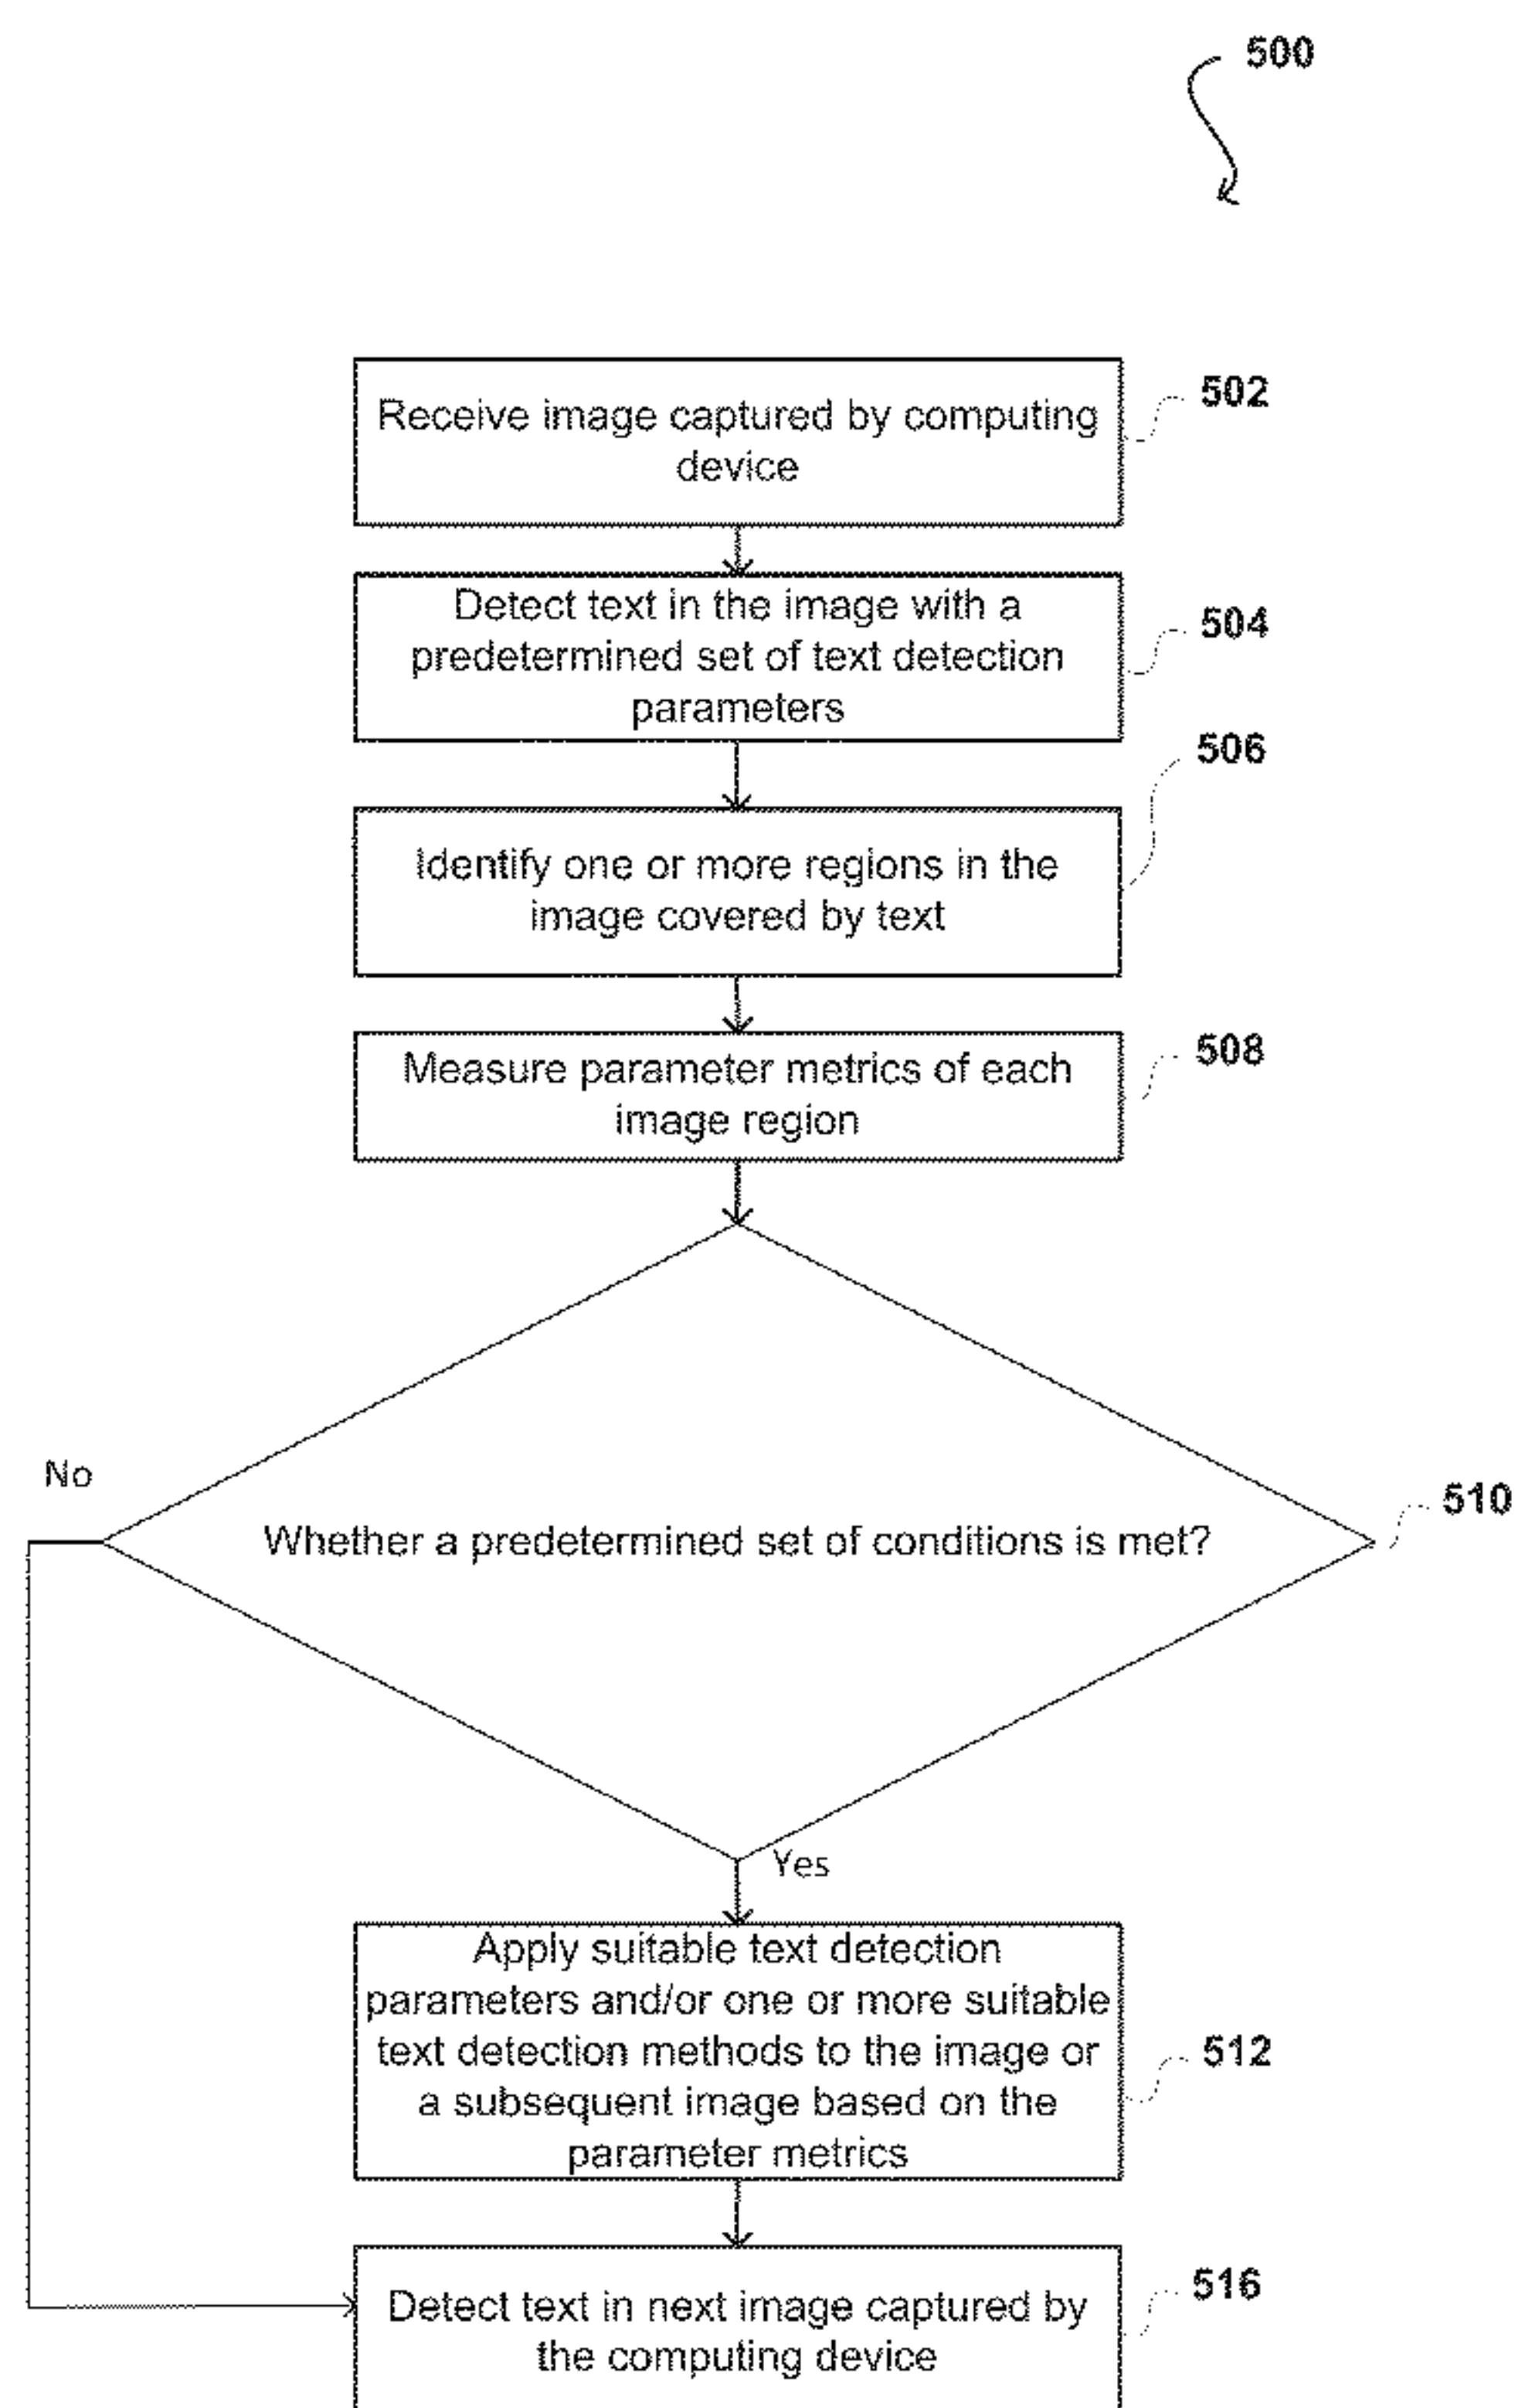 500
Receive image captured by computing
device
502
Detect text in the image with a
predetermined set of text detection
parameters
504
506
Identify one or more regions in the
image covered by text
Measure parameter metrics of each
image region
508
No
Whether a predetermined set of conditions is met?
510
Yes
Apply suitable text detection
parameters and/or one or more suitable
text detection methods to the image or
a subsequent image based on the
parameter metrics
512
Detect text in next image captured by
the computing device
516